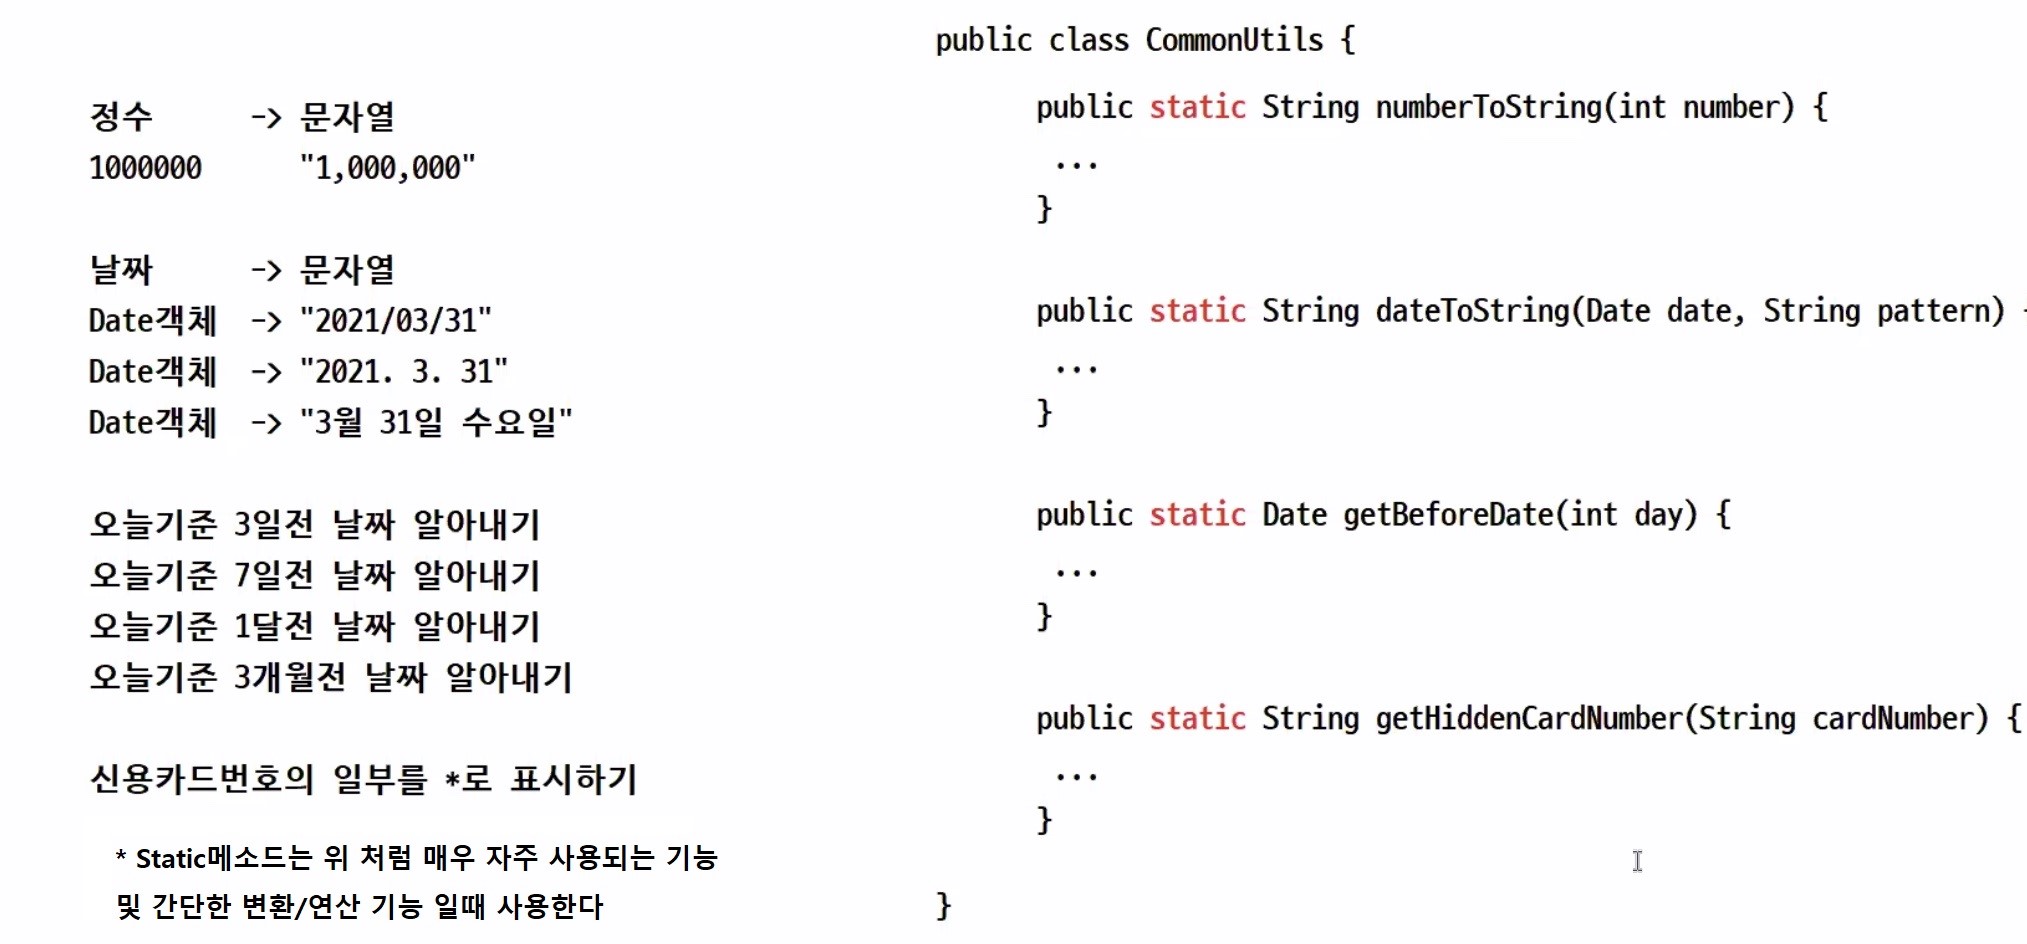 정수 -> 문자열
1000000 "1,000,000"
날짜 -> 문자열
Date객체 -> "2021/03/31"
Date객체 -> "2021. 3. 31"
Date객체 -> "3월 31일 수요일"
오늘기준 3일전 날짜 알아내기
오늘기준 7일전 날짜 알아내기
오늘기준 1달전 날짜 알아내기
오늘기준 3개월전 날짜 알아내기
신용카드번호의 일부를 *로 표시하기
* Static메소드는 위 처럼 매우 자주 사용되는 기능
및 간단한 변환/연산 기능 일때 사용한다
public class CommonUtils {
public static String numberToString(int number) {
...
}
public static String dateToString(Date date, String pattern)
...
}
public static Date getBeforeDate(int day) {
...
}
public static String getHiddenCardNumber(String cardNumber) {
...
}
}